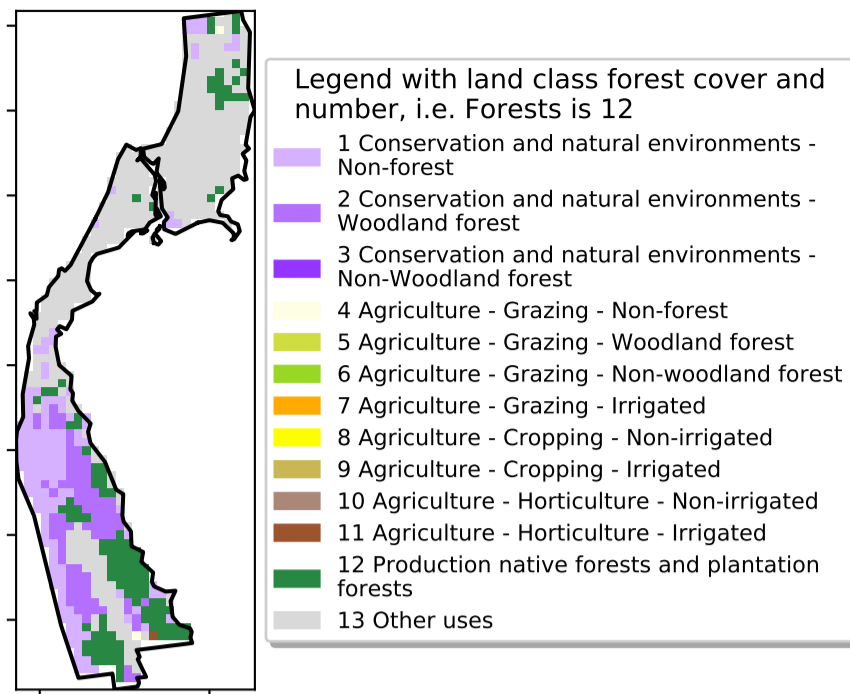 Legend with land class forest cover and
number, i.e. Forests is 12
1 Conservation and natural environments -
Non-forest
2 Conservation and natural environments -
Woodland forest
3 Conservation and natural environments -
Non-Woodland forest
4 Agriculture - Grazing - Non-forest
5 Agriculture - Grazing - Woodland forest
6 Agriculture - Grazing - Non-woodland forest
7 Agriculture - Grazing - Irrigated
8 Agriculture - Cropping - Non-irrigated
9 Agriculture - Cropping - Irrigated
10 Agriculture - Horticulture - Non-irrigated
11 Agriculture - Horticulture - Irrigated
12 Production native forests and plantation
forests
13 Other uses